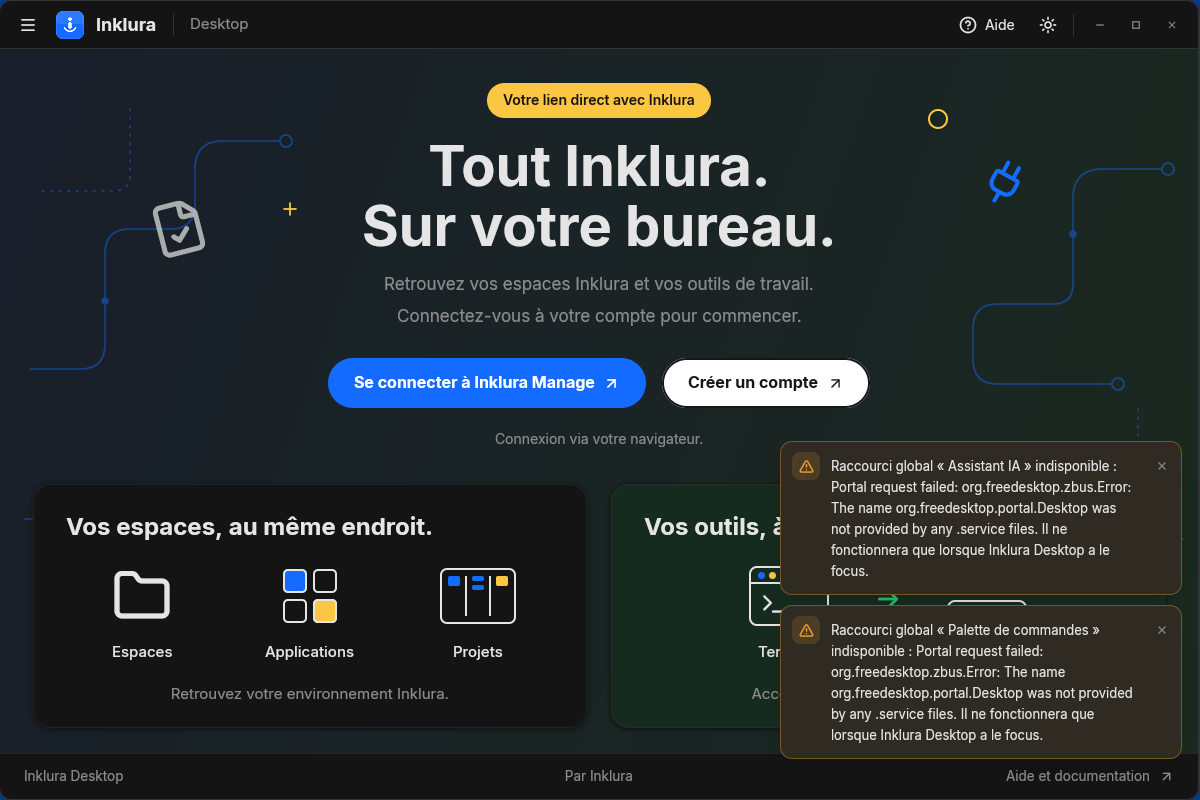 Inklura
Desktop
Aide
Votre lien direct avec Inklura
Tout Inklura.
Sur votre bureau.
Retrouvez vos espaces Inklura et vos outils de travail.
Connectez-vous à votre compte pour commencer.
Se connecter à Inklura Manage
Créer un compte
Connexion via votre navigateur.
Vos espaces, au même endroit.
Espaces
Applications
Projets
Retrouvez votre environnement Inklura.
Vos outils,
Raccourci global « Assistant IA » indisponible :
Portal request failed: org.freedesktop.zbus.Error:
The name org.freedesktop.portal.Desktop was
not provided by any .service files. Il ne
fonctionnera que lorsque Inklura Desktop a le
focus.
Raccourci global « Palette de commandes »
indisponible : Portal request failed:
org.freedesktop.zbus.Error: The name
org.freedesktop.portal.Desktop was not provided
by any .service files. Il ne fonctionnera que
lorsque Inklura Desktop a le focus.
Inklura Desktop
Par Inklura
Aide et documentation